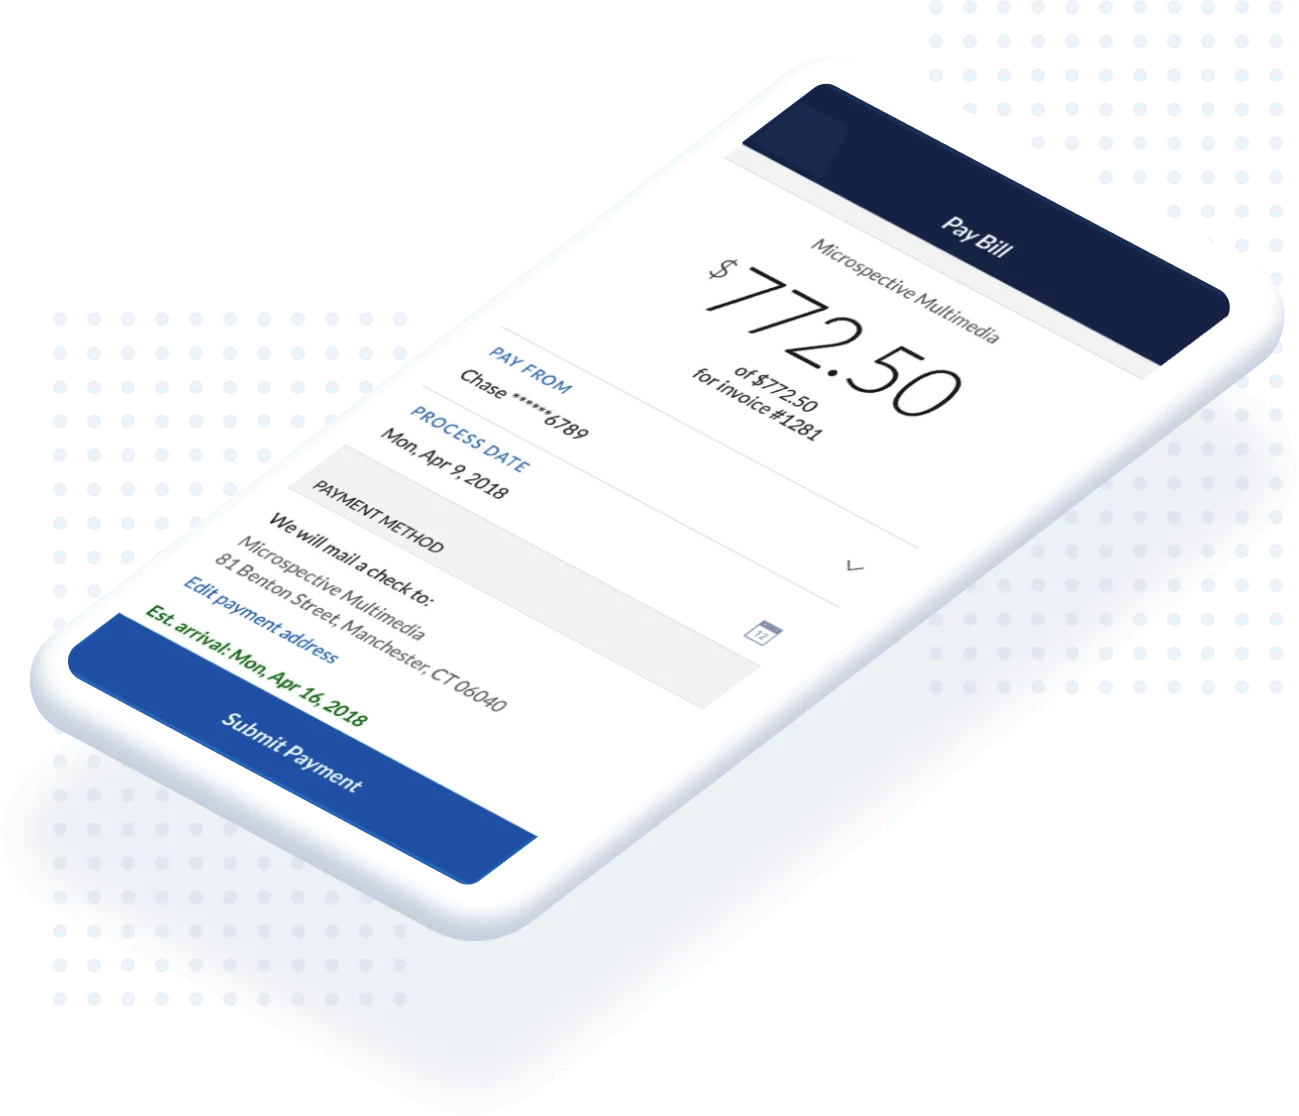 Pay Bill
Microspective Multimedia
$772.50
of $772.50
for invoice #1281
PAY FROM
Chase ******6789
PROCESS DATE
Mon, Apr 9, 2018
12
PAYMENT METHOD
We will mail a check to:
Microspective Multimedia
81 Benton Street, Manchester, CT 06040
Edit payment address
Est. arrival: Mon, Apr 16, 2018
Submit Payment